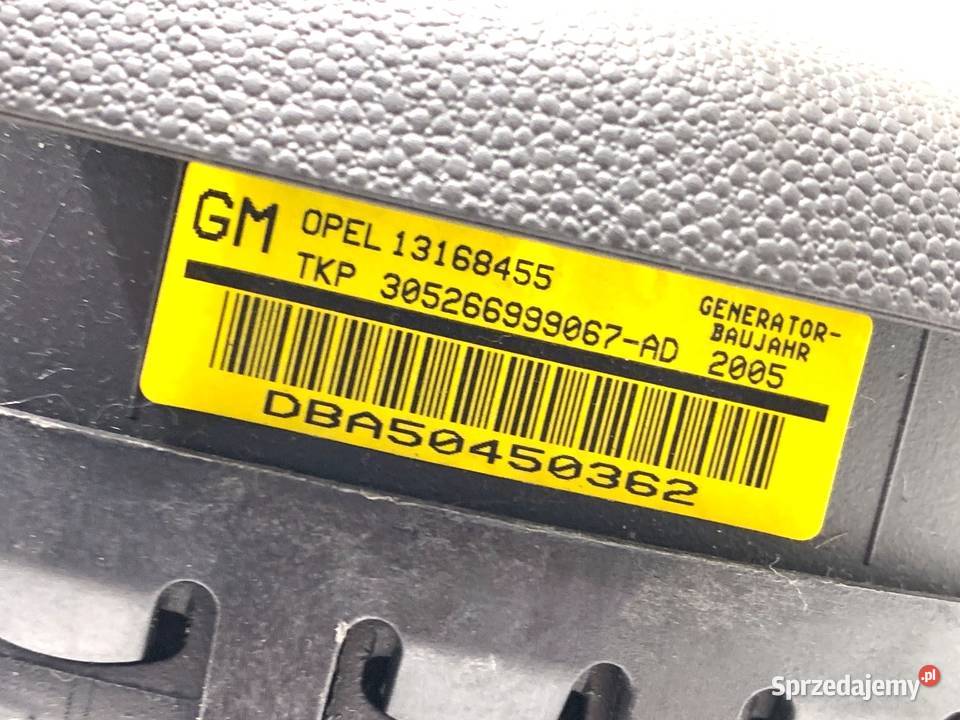 GM OPEL 13168455
TKP 305266999067-AD
GENERATOR-
BAUJAHR
2005
DBA50450362
Sprzedajemy.pl